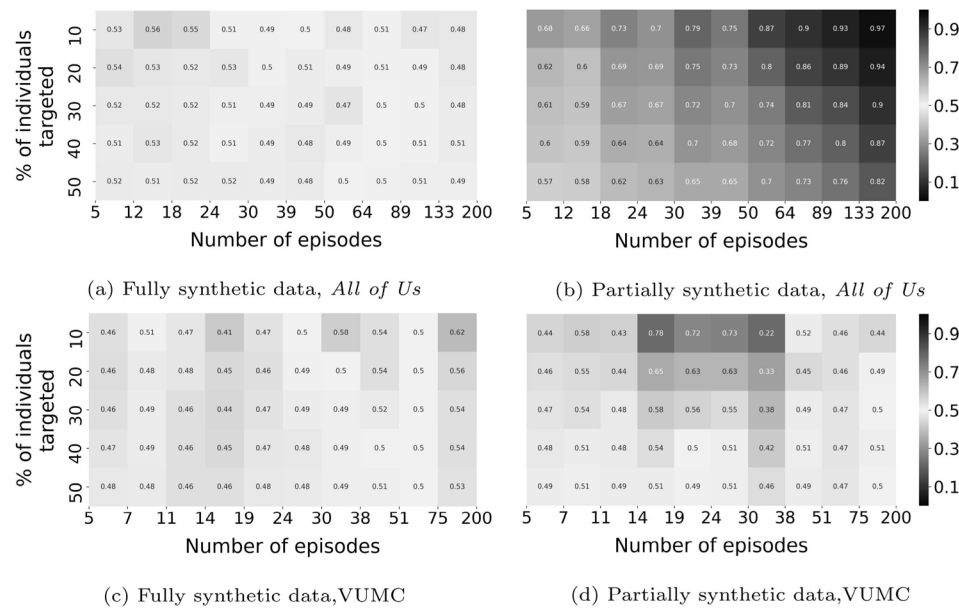 % of individuals targeted
10 0.53 0.56 0.55 0.51 0.49 0.5 0.48 0.51 0.47 0.48
20 0.54 0.53 0.52 0.53 0.5 0.51 0.49 0.51 0.49 0.48
30 0.52 0.52 0.52 0.51 0.49 0.49 0.47 0.5 0.5 0.48
40 0.51 0.53 0.52 0.51 0.49 0.48 0.49 0.5 0.51 0.51
50 0.52 0.51 0.52 0.52 0.49 0.48 0.5 0.5 0.51 0.49
5 12 18 24 30 39 50 64 89 133 200
Number of episodes
(a) Fully synthetic data, All of Us
10 0.68 0.66 0.73 0.7 0.79 0.75 0.87 0.9 0.93 0.97
20 0.62 0.6 0.69 0.69 0.75 0.73 0.8 0.86 0.89 0.94
30 0.61 0.59 0.67 0.67 0.72 0.7 0.74 0.81 0.84 0.9
40 0.6 0.59 0.64 0.64 0.7 0.68 0.72 0.77 0.8 0.87
50 0.57 0.58 0.62 0.63 0.65 0.65 0.7 0.73 0.76 0.82
5 12 18 24 30 39 50 64 89 133 200
Number of episodes
0.9
0.7
0.5
0.3
0.1
(b) Partially synthetic data, All of Us
% of individuals targeted
10 0.46 0.51 0.47 0.41 0.47 0.5 0.58 0.54 0.5 0.62
20 0.46 0.48 0.48 0.45 0.46 0.49 0.5 0.54 0.5 0.56
30 0.46 0.49 0.46 0.44 0.47 0.49 0.49 0.52 0.5 0.54
40 0.47 0.49 0.46 0.45 0.47 0.48 0.49 0.5 0.5 0.54
50 0.48 0.48 0.46 0.46 0.48 0.48 0.49 0.51 0.5 0.53
5 7 11 14 19 24 30 38 51 75 200
Number of episodes
(c) Fully synthetic data,VUMC
10 0.44 0.58 0.43 0.78 0.72 0.73 0.22 0.52 0.46 0.44
20 0.46 0.55 0.44 0.65 0.63 0.63 0.33 0.45 0.46 0.49
30 0.47 0.54 0.48 0.58 0.56 0.55 0.38 0.49 0.47 0.5
40 0.48 0.51 0.48 0.54 0.5 0.51 0.42 0.51 0.47 0.51
50 0.49 0.51 0.49 0.51 0.51 0.51 0.46 0.49 0.47 0.5
5 7 11 14 19 24 30 38 51 75 200
Number of episodes
0.9
0.7
0.5
0.3
0.1
(d) Partially synthetic data,VUMC